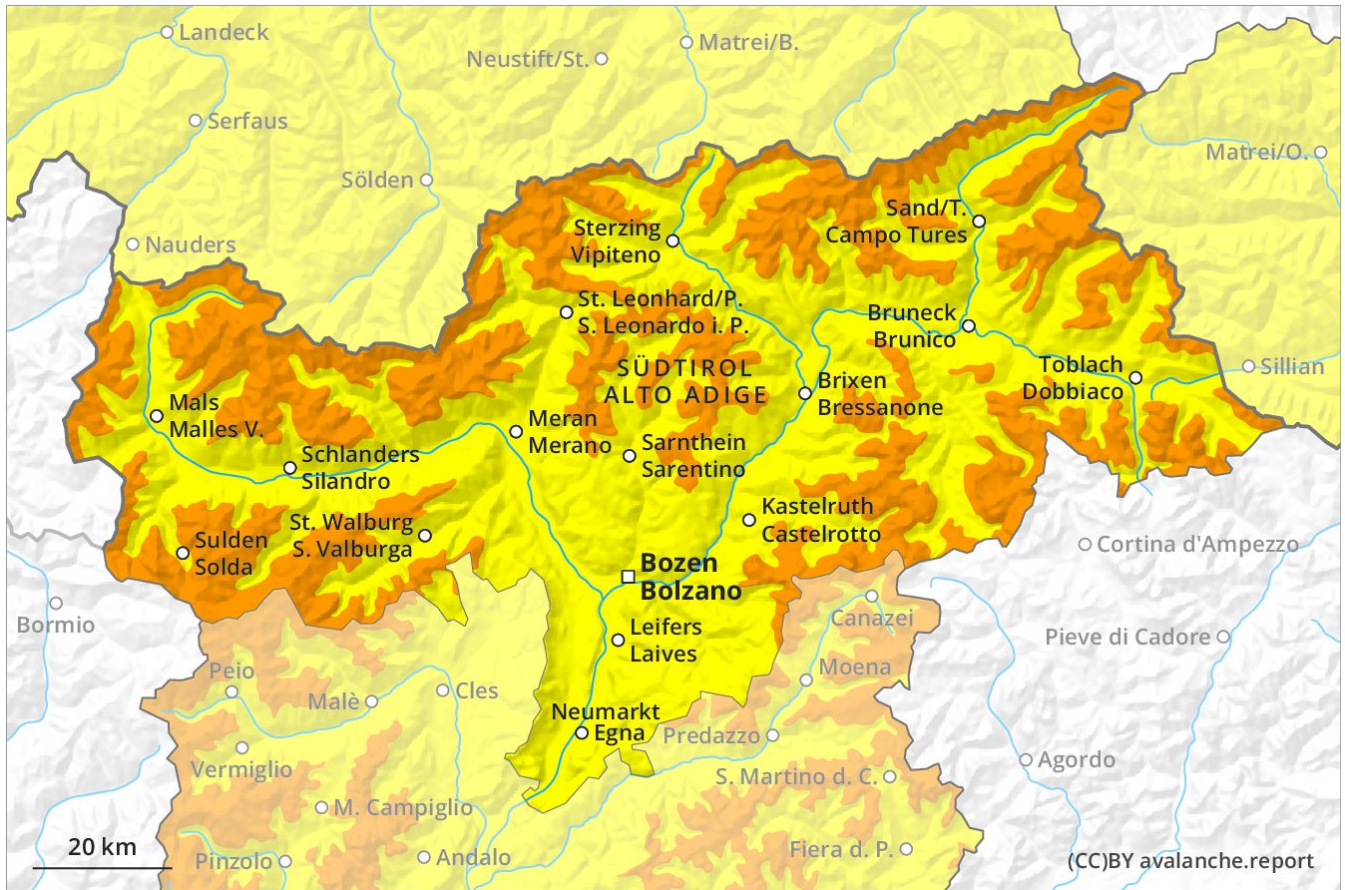 Landeck
Neustift/St.
Matrei/B.
Serfaus
Matrei/O.
Sölden
Sand/T.
Campo Tures
Sterzing
Vipiteno
Nauders
St. Leonhard/P.
S. Leonardo i. P.
Bruneck
Brunico
SÜDTIROL
ALTO ADIGE
Toblach
Dobbiaco
Sillian
Brixen
Bressanone
Mals
Malles V.
Meran
Merano
Sarnthein
Sarentino
Schlanders
Silandro
Kastelruth
Castelrotto
St. Walburg
S. Valburga
Sulden
Solda
Cortina d'Ampezzo
Bozen
Bolzano
Bormio
Canazei
Leifers
Laives
Pieve di Cadore
Peio
Moena
Malè
Cles
Neumarkt
Egna
Predazzo
Vermiglio
Agordo
S. Martino d. C.
M. Campiglio
20 km
Pinzolo
Andalo
Fiera d. P.
(CC)BY avalanche.report